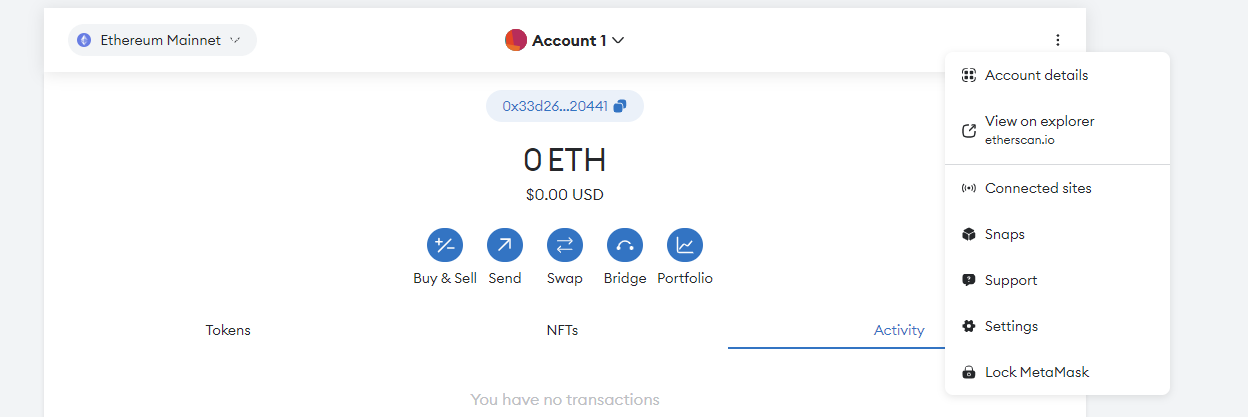 Ethereum Mainnet
Account 1
Account details
View on explorer
etherscan.io
Connected sites
Snaps
Support
Settings
Lock MetaMask
0x33d26...20441
0 ETH
$0.00 USD
Buy & Sell
Send
Swap
Bridge
Portfolio
Tokens
NFTs
Activity
You have no transactions